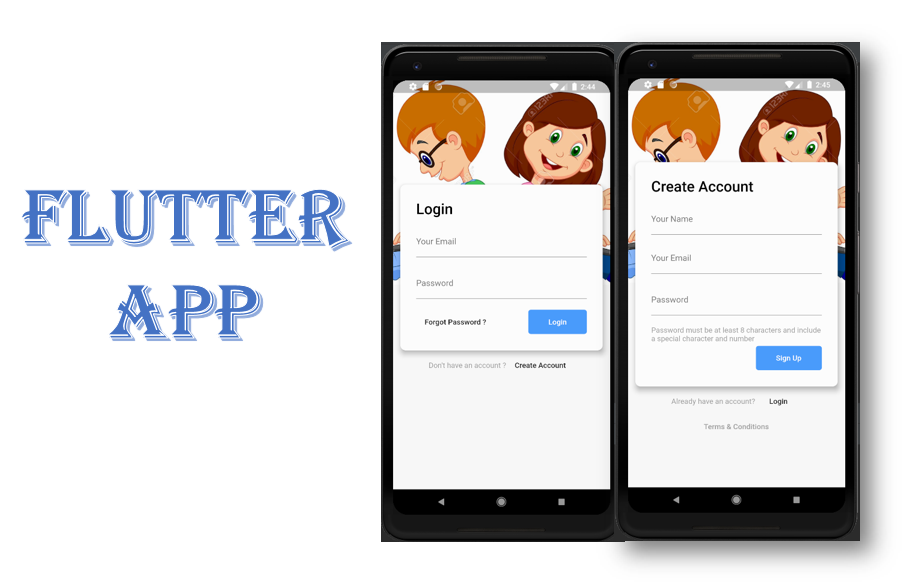 FLUTTER
APP
2:44
Login
Your Email
Password
Forgot Password ?
Login
Don't have an account ? Create Account
2:45
Create Account
Your Name
Your Email
Password
Password must be at least 8 characters and include
a special character and number
Sign Up
Already have an account? Login
Terms & Conditions